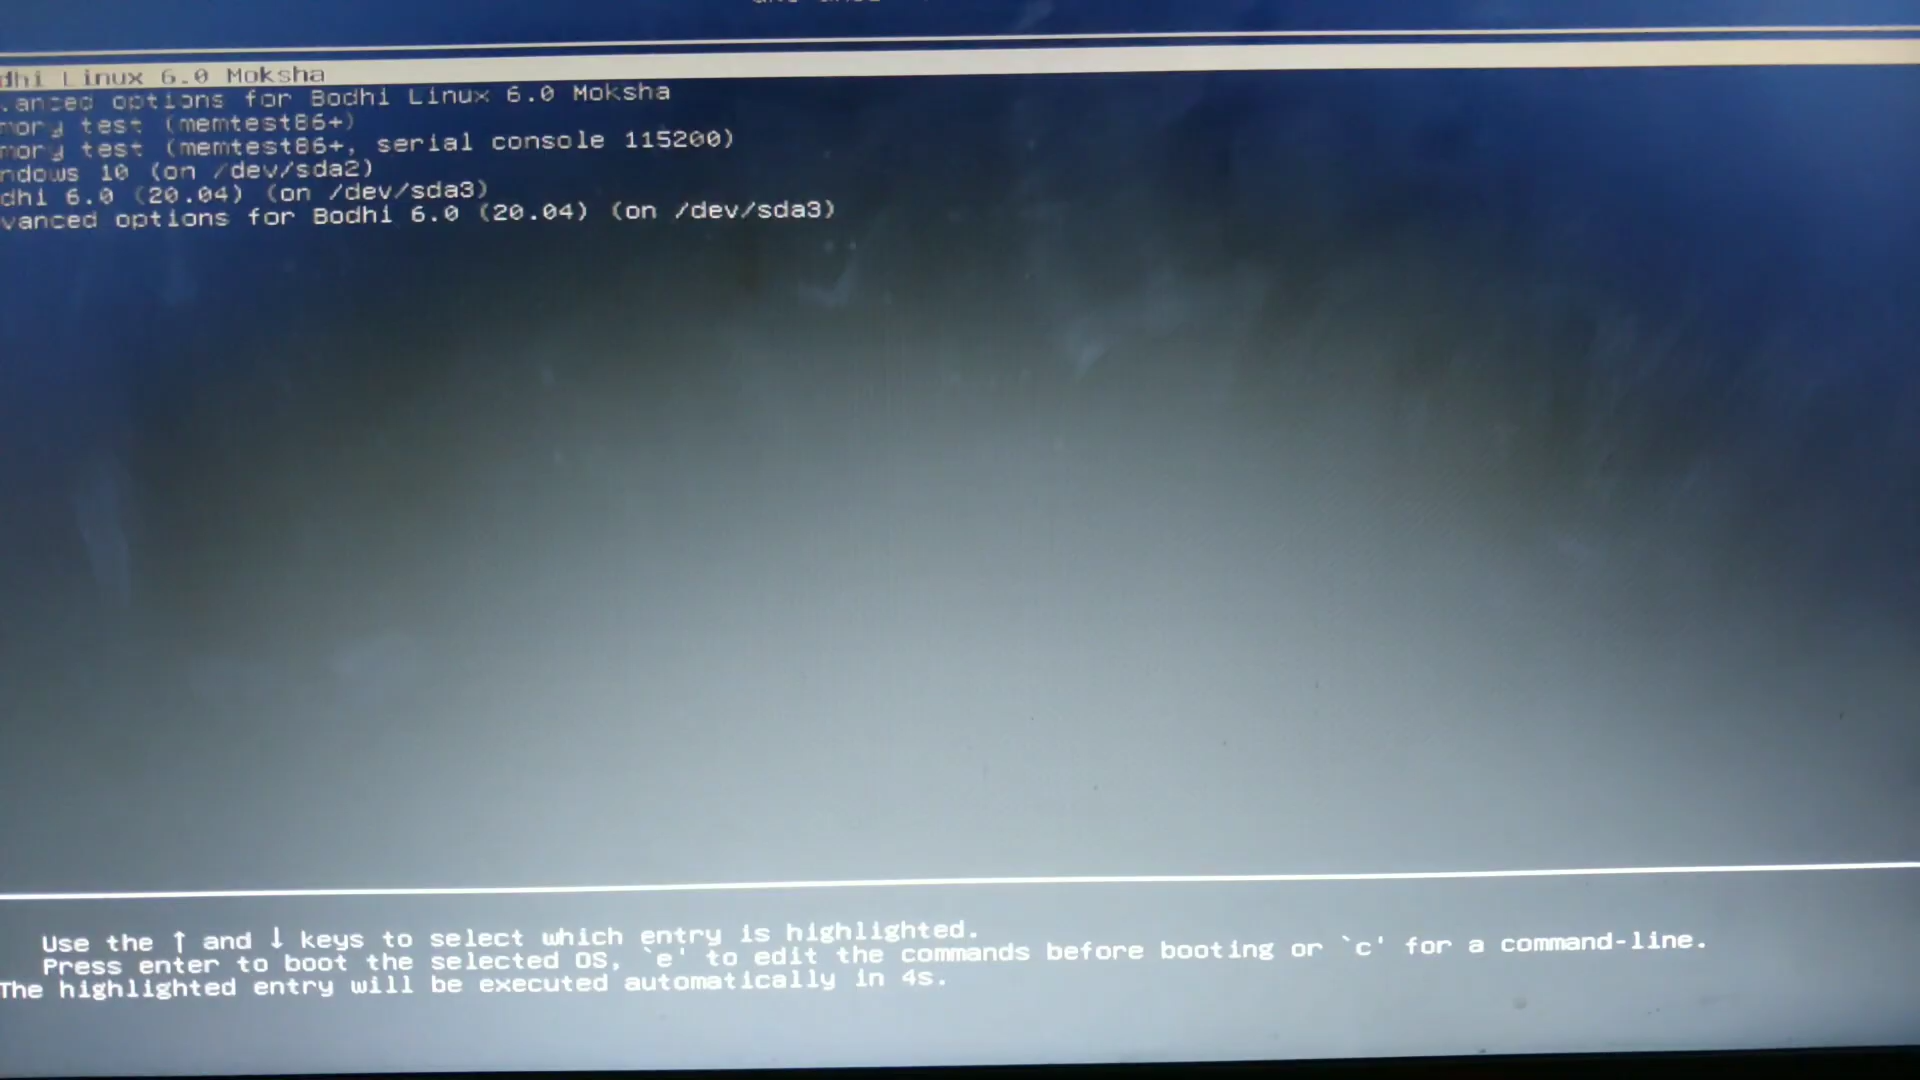 dhi Linux 6.0 Moksha
vanced options for Bodhi Linux 6.0 Moksha
mory test (memtest86+)
mory test (memtest86+, serial console 115200)
ndows 10 (on /dev/sda2)
dhi 6.0 (20.04) (on /dev/sda3)
vanced options for Bodhi 6.0 (20.04) (on /dev/sda3)
Use the ↑ and ↓ keys to select which entry is highlighted.
Press enter to boot the selected OS, `e' to edit the commands before booting or `c' for a command-line.
The highlighted entry will be executed automatically in 4s.